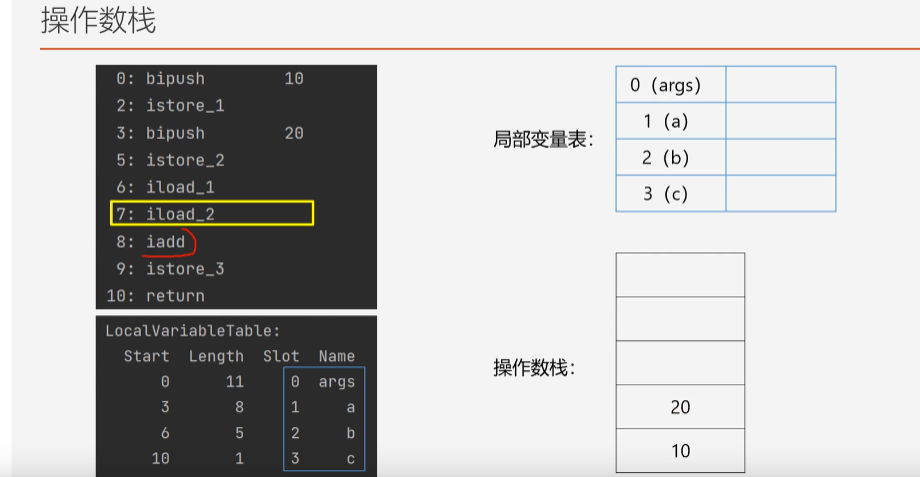 操作数栈
0: bipush 10
2: istore_1
3: bipush 20
5: istore_2
6: iload_1
7: iload_2
8: iadd
9: istore_3
10: return
LocalVariableTable:
Start Length Slot Name
0 11 0 args
3 8 1 a
6 5 2 b
10 1 3 c
局部变量表：
0（args）
1（a）
2（b）
3（c）
操作数栈：
20
10